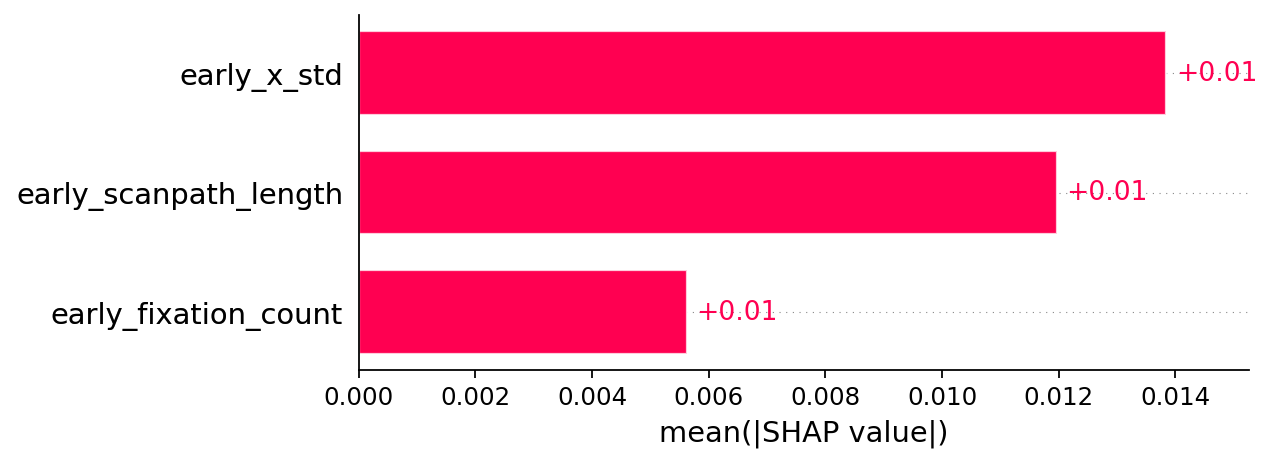 early_x_std
+0.01
early_scanpath_length
+0.01
early_fixation_count
+0.01
0.000 0.002 0.004 0.006 0.008 0.010 0.012 0.014
mean(|SHAP value|)